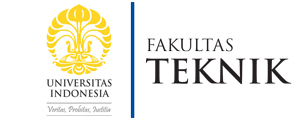 UNIVERSITAS
INDONESIA
Veritas, Probitas, Iustitia
FAKULTAS
TEKNIK